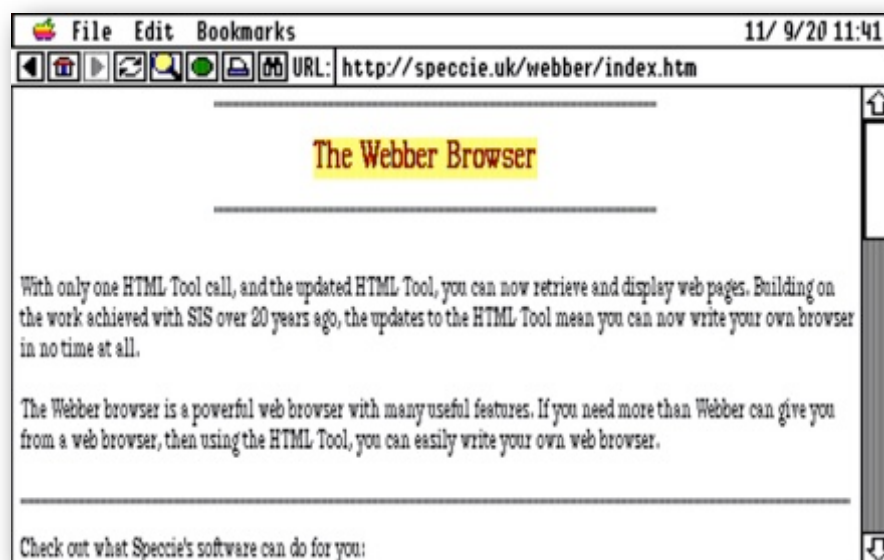 File Edit Bookmarks 11/ 9/20 11:41
URL: http://speccie.uk/webber/index.htm
The Webber Browser
With only one HTML Tool call, and the updated HTML Tool, you can now retrieve and display web pages. Building on
the work achieved with SIS over 20 years ago, the updates to the HTML Tool mean you can now write your own browser
in no time at all.
The Webber browser is a powerful web browser with many useful features. If you need more than Webber can give you
from a web browser, then using the HTML Tool, you can easily write your own web browser.
Check out what Speccie's software can do for you: